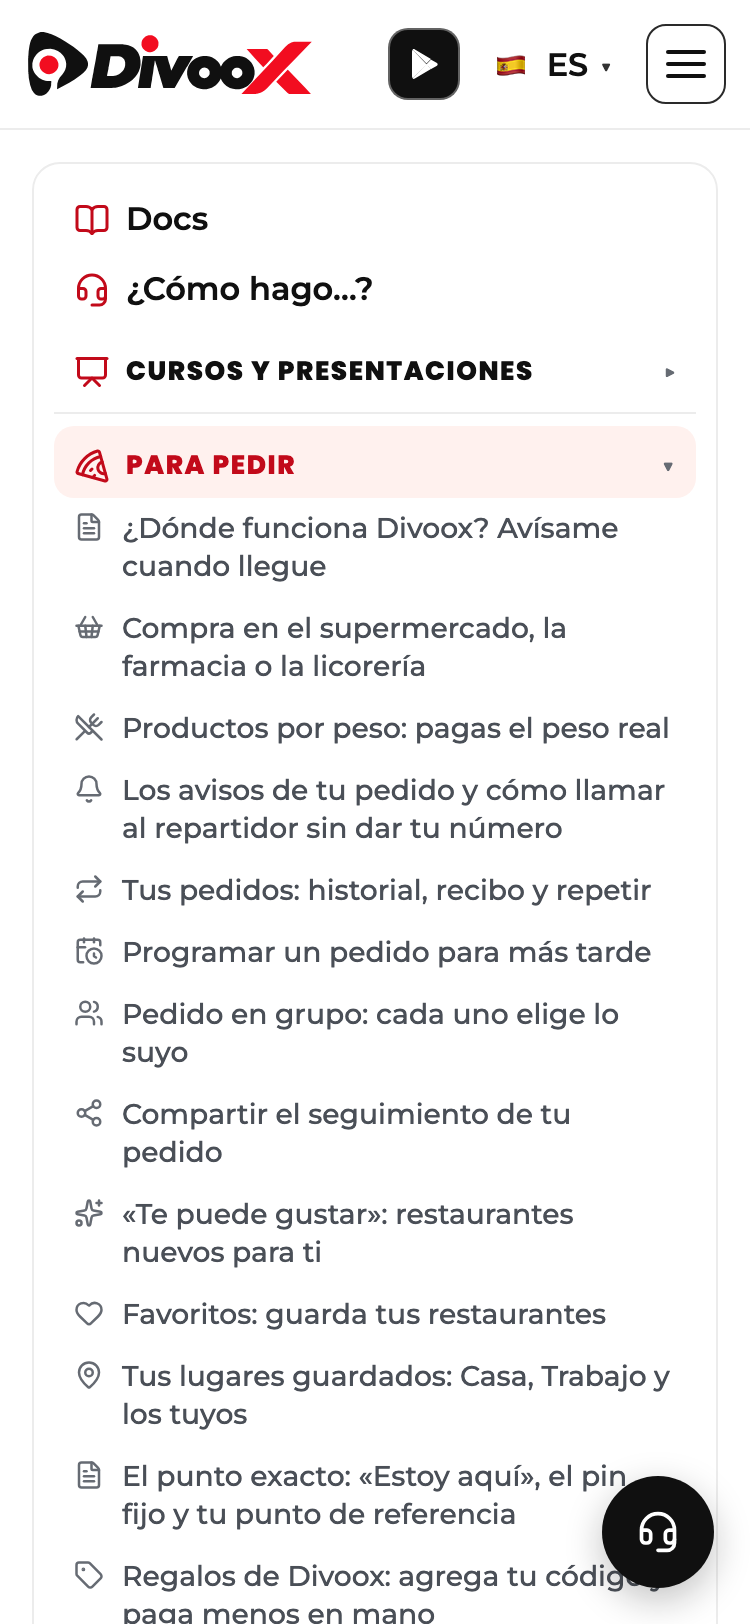 DivooX
ES
Docs
¿Cómo hago...?
CURSOS Y PRESENTACIONES
PARA PEDIR
¿Dónde funciona Divoox? Avísame
cuando llegue
Compra en el supermercado, la
farmacia o la licorería
Productos por peso: pagas el peso real
Los avisos de tu pedido y cómo llamar
al repartidor sin dar tu número
Tus pedidos: historial, recibo y repetir
Programar un pedido para más tarde
Pedido en grupo: cada uno elige lo
suyo
Compartir el seguimiento de tu
pedido
«Te puede gustar»: restaurantes
nuevos para ti
Favoritos: guarda tus restaurantes
Tus lugares guardados: Casa, Trabajo y
los tuyos
El punto exacto: «Estoy aquí», el pin
fijo y tu punto de referencia
Regalos de Divoox: agrega tu código y
paga menos en mano